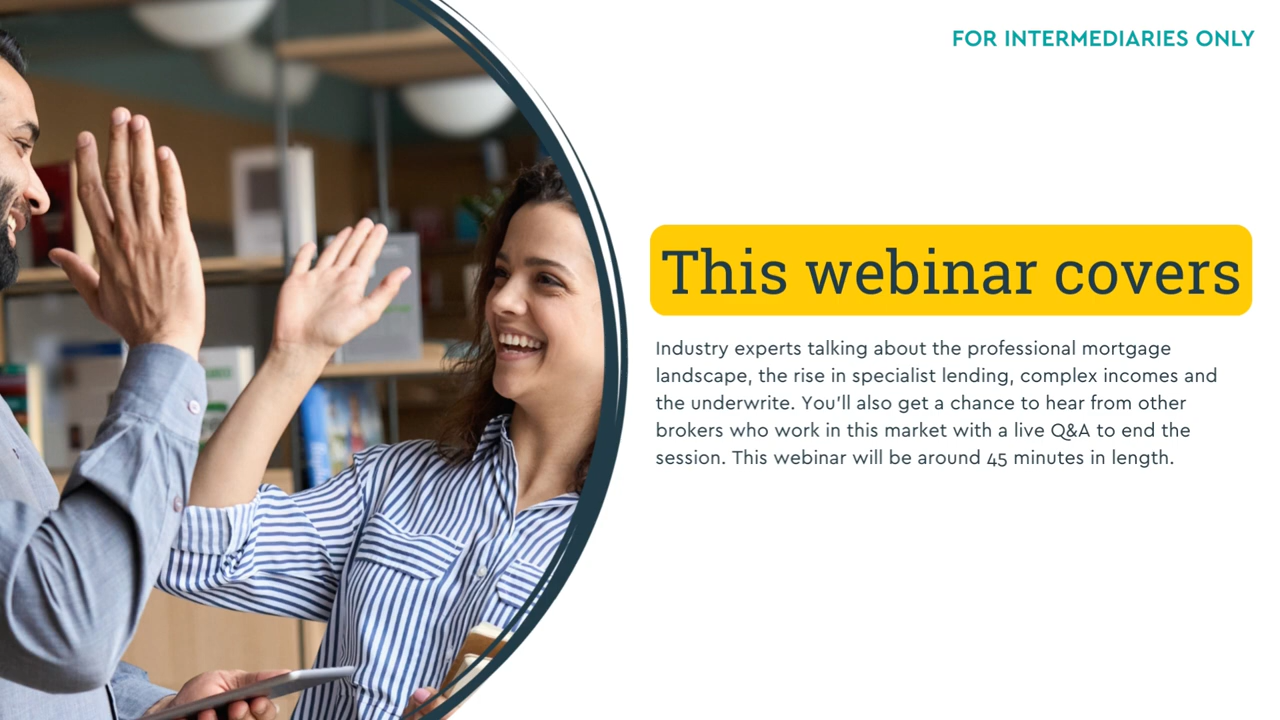 FOR INTERMEDIARIES ONLY
This webinar covers
Industry experts talking about the professional mortgage
landscape, the rise in specialist lending, complex incomes and
the underwrite. You'll also get a chance to hear from other
brokers who work in this market with a live Q&A to end the
session. This webinar will be around 45 minutes in length.